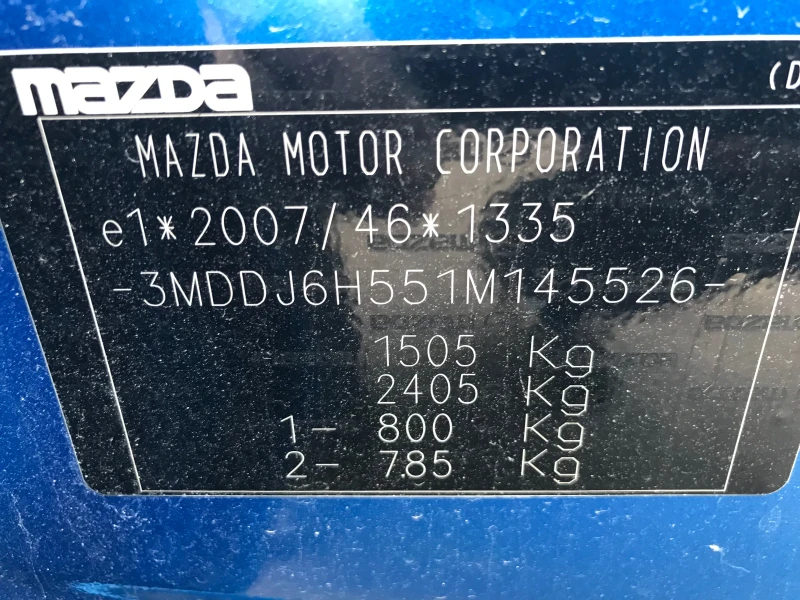 mazda
(D
MAZDA MOTOR CORPORATION
e1*2007/46*1335
-3MDDJ6H551M145526-
1505 Kg
2405 Kg
1- 800 Kg
2- 785 Kg